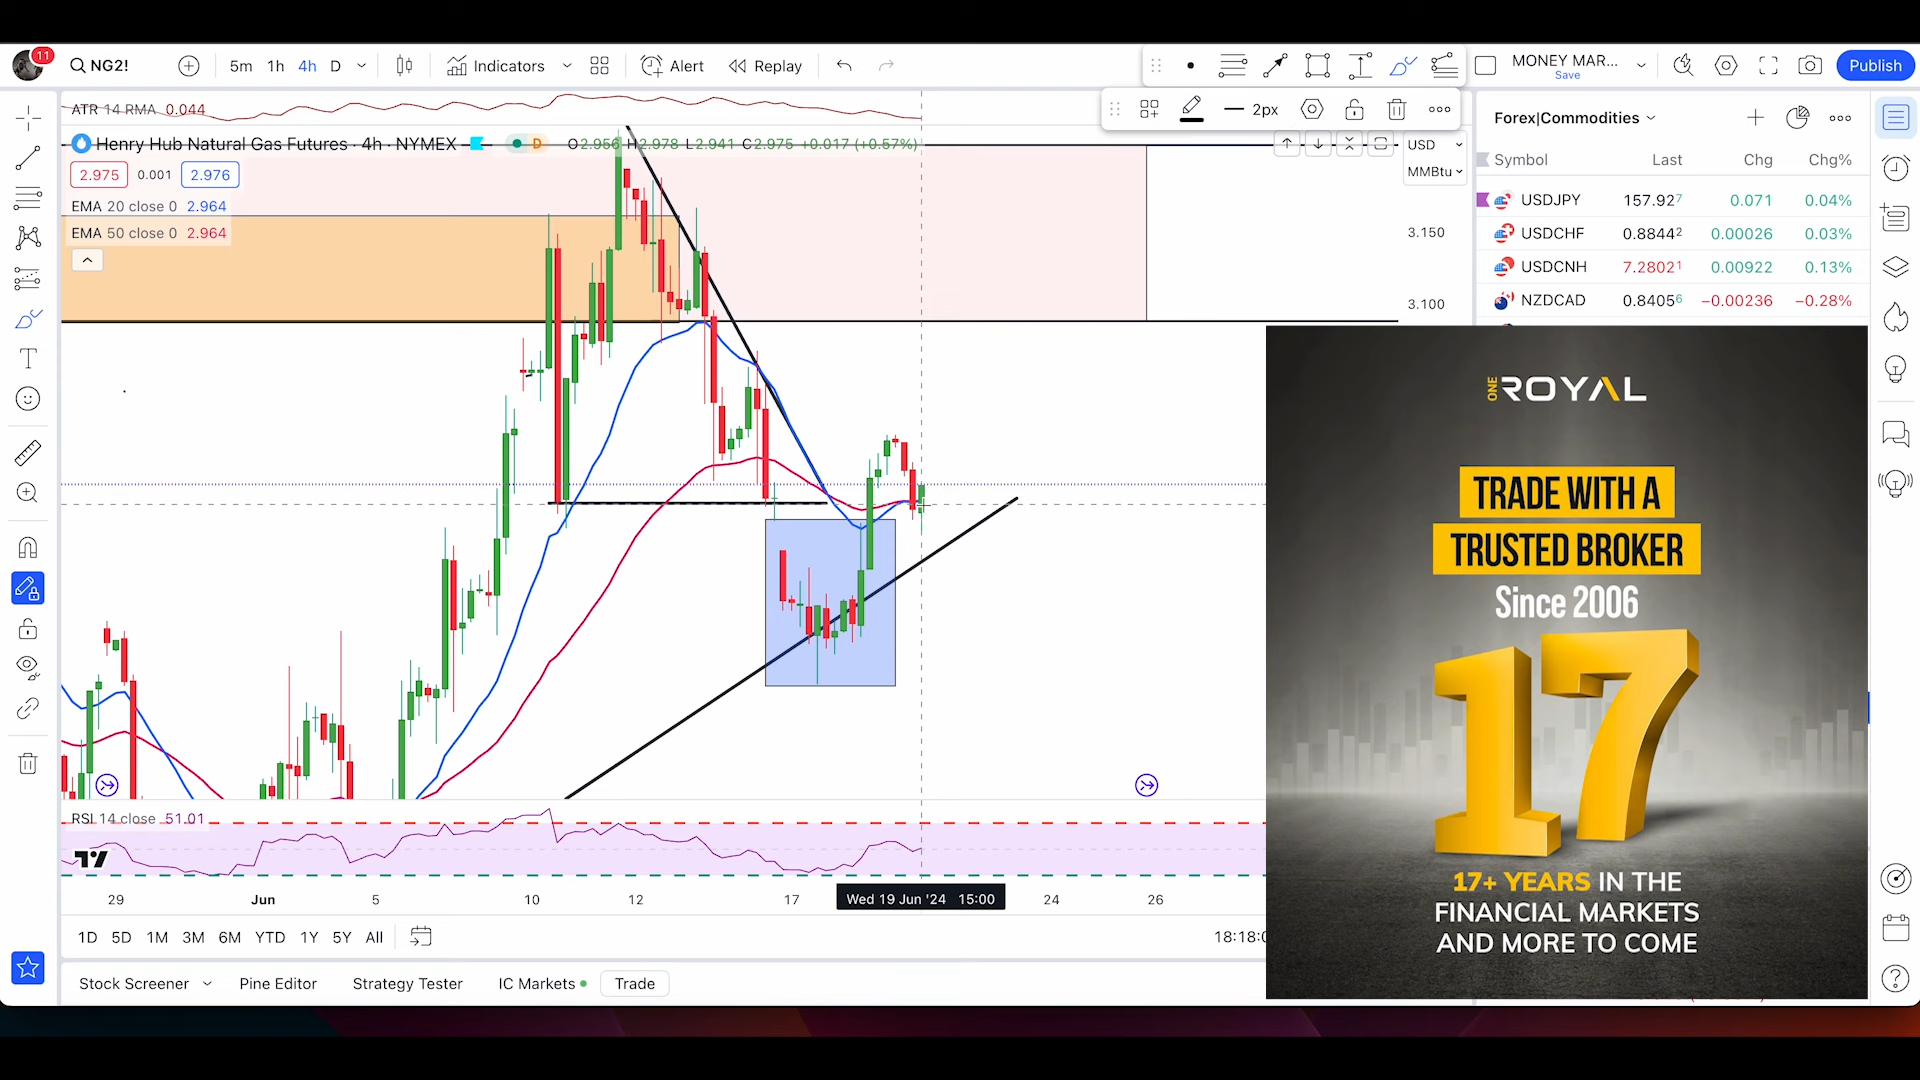 11
NG2!
5m 1h 4h D
Indicators
Alert
Replay
MONEY MAR...
Save
Publish
2px
ATR 14 RMA 0.044
Henry Hub Natural Gas Futures · 4h · NYMEX
D
O2.956 H2.978 L2.941 C2.975 +0.017 (+0.57%)
USD
MMBtu
2.975 0.001 2.976
EMA 20 close 0 2.964
EMA 50 close 0 2.964
3.150
3.100
Forex|Commodities
Symbol Last Chg Chg%
USDJPY 157.927 0.071 0.04%
USDCHF 0.88442 0.00026 0.03%
USDCNH 7.28021 0.00922 0.13%
NZDCAD 0.84056 −0.00236 −0.28%
ONE ROYAL
TRADE WITH A
TRUSTED BROKER
Since 2006
17
17+ YEARS IN THE
FINANCIAL MARKETS
AND MORE TO COME
RSI 14 close 51.01
29 Jun 5 10 12 17 Wed 19 Jun '24 15:00 24 26
1D 5D 1M 3M 6M YTD 1Y 5Y All
18:18:0
Stock Screener Pine Editor Strategy Tester IC Markets Trade